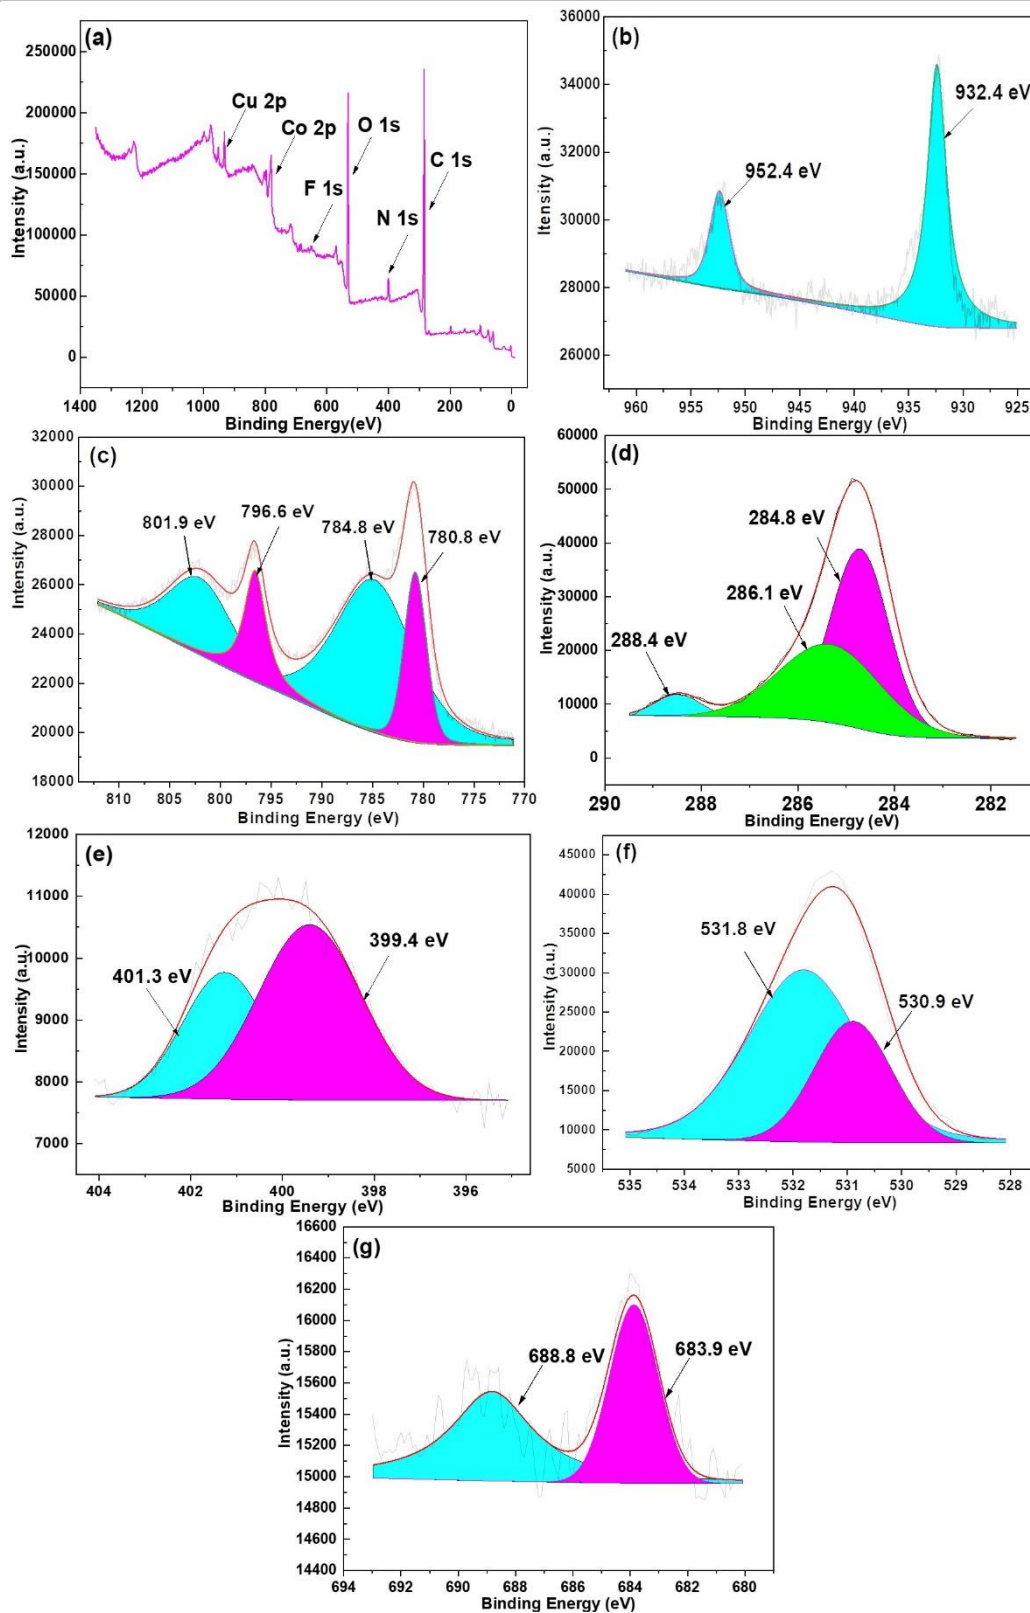 (a)
Intensity (a.u.)
250000
200000
150000
100000
50000
0
Cu 2p
Co 2p
O 1s
F 1s
C 1s
N 1s
1400 1200 1000 800 600 400 200 0
Binding Energy(eV)
(b)
Itensity (a.u.)
36000
34000
32000
30000
28000
26000
932.4 eV
952.4 eV
960 955 950 945 940 935 930 925
Binding Energy (eV)
(c)
Intensity (a.u.)
32000
30000
28000
26000
24000
22000
20000
18000
801.9 eV
796.6 eV
784.8 eV
780.8 eV
810 805 800 795 790 785 780 775 770
Binding Energy (eV)
(d)
Intensity (a.u.)
60000
50000
40000
30000
20000
10000
0
284.8 eV
286.1 eV
288.4 eV
290 288 286 284 282
Binding Energy (eV)
(e)
Intensity (a.u.)
12000
11000
10000
9000
8000
7000
401.3 eV
399.4 eV
404 402 400 398 396
Binding Energy (eV)
(f)
Intensity (a.u.)
45000
40000
35000
30000
25000
20000
15000
10000
5000
531.8 eV
530.9 eV
535 534 533 532 531 530 529 528
Binding Energy (eV)
(g)
Intensity (a.u.)
16600
16400
16200
16000
15800
15600
15400
15200
15000
14800
14600
14400
688.8 eV
683.9 eV
694 692 690 688 686 684 682 680
Binding Energy (eV)